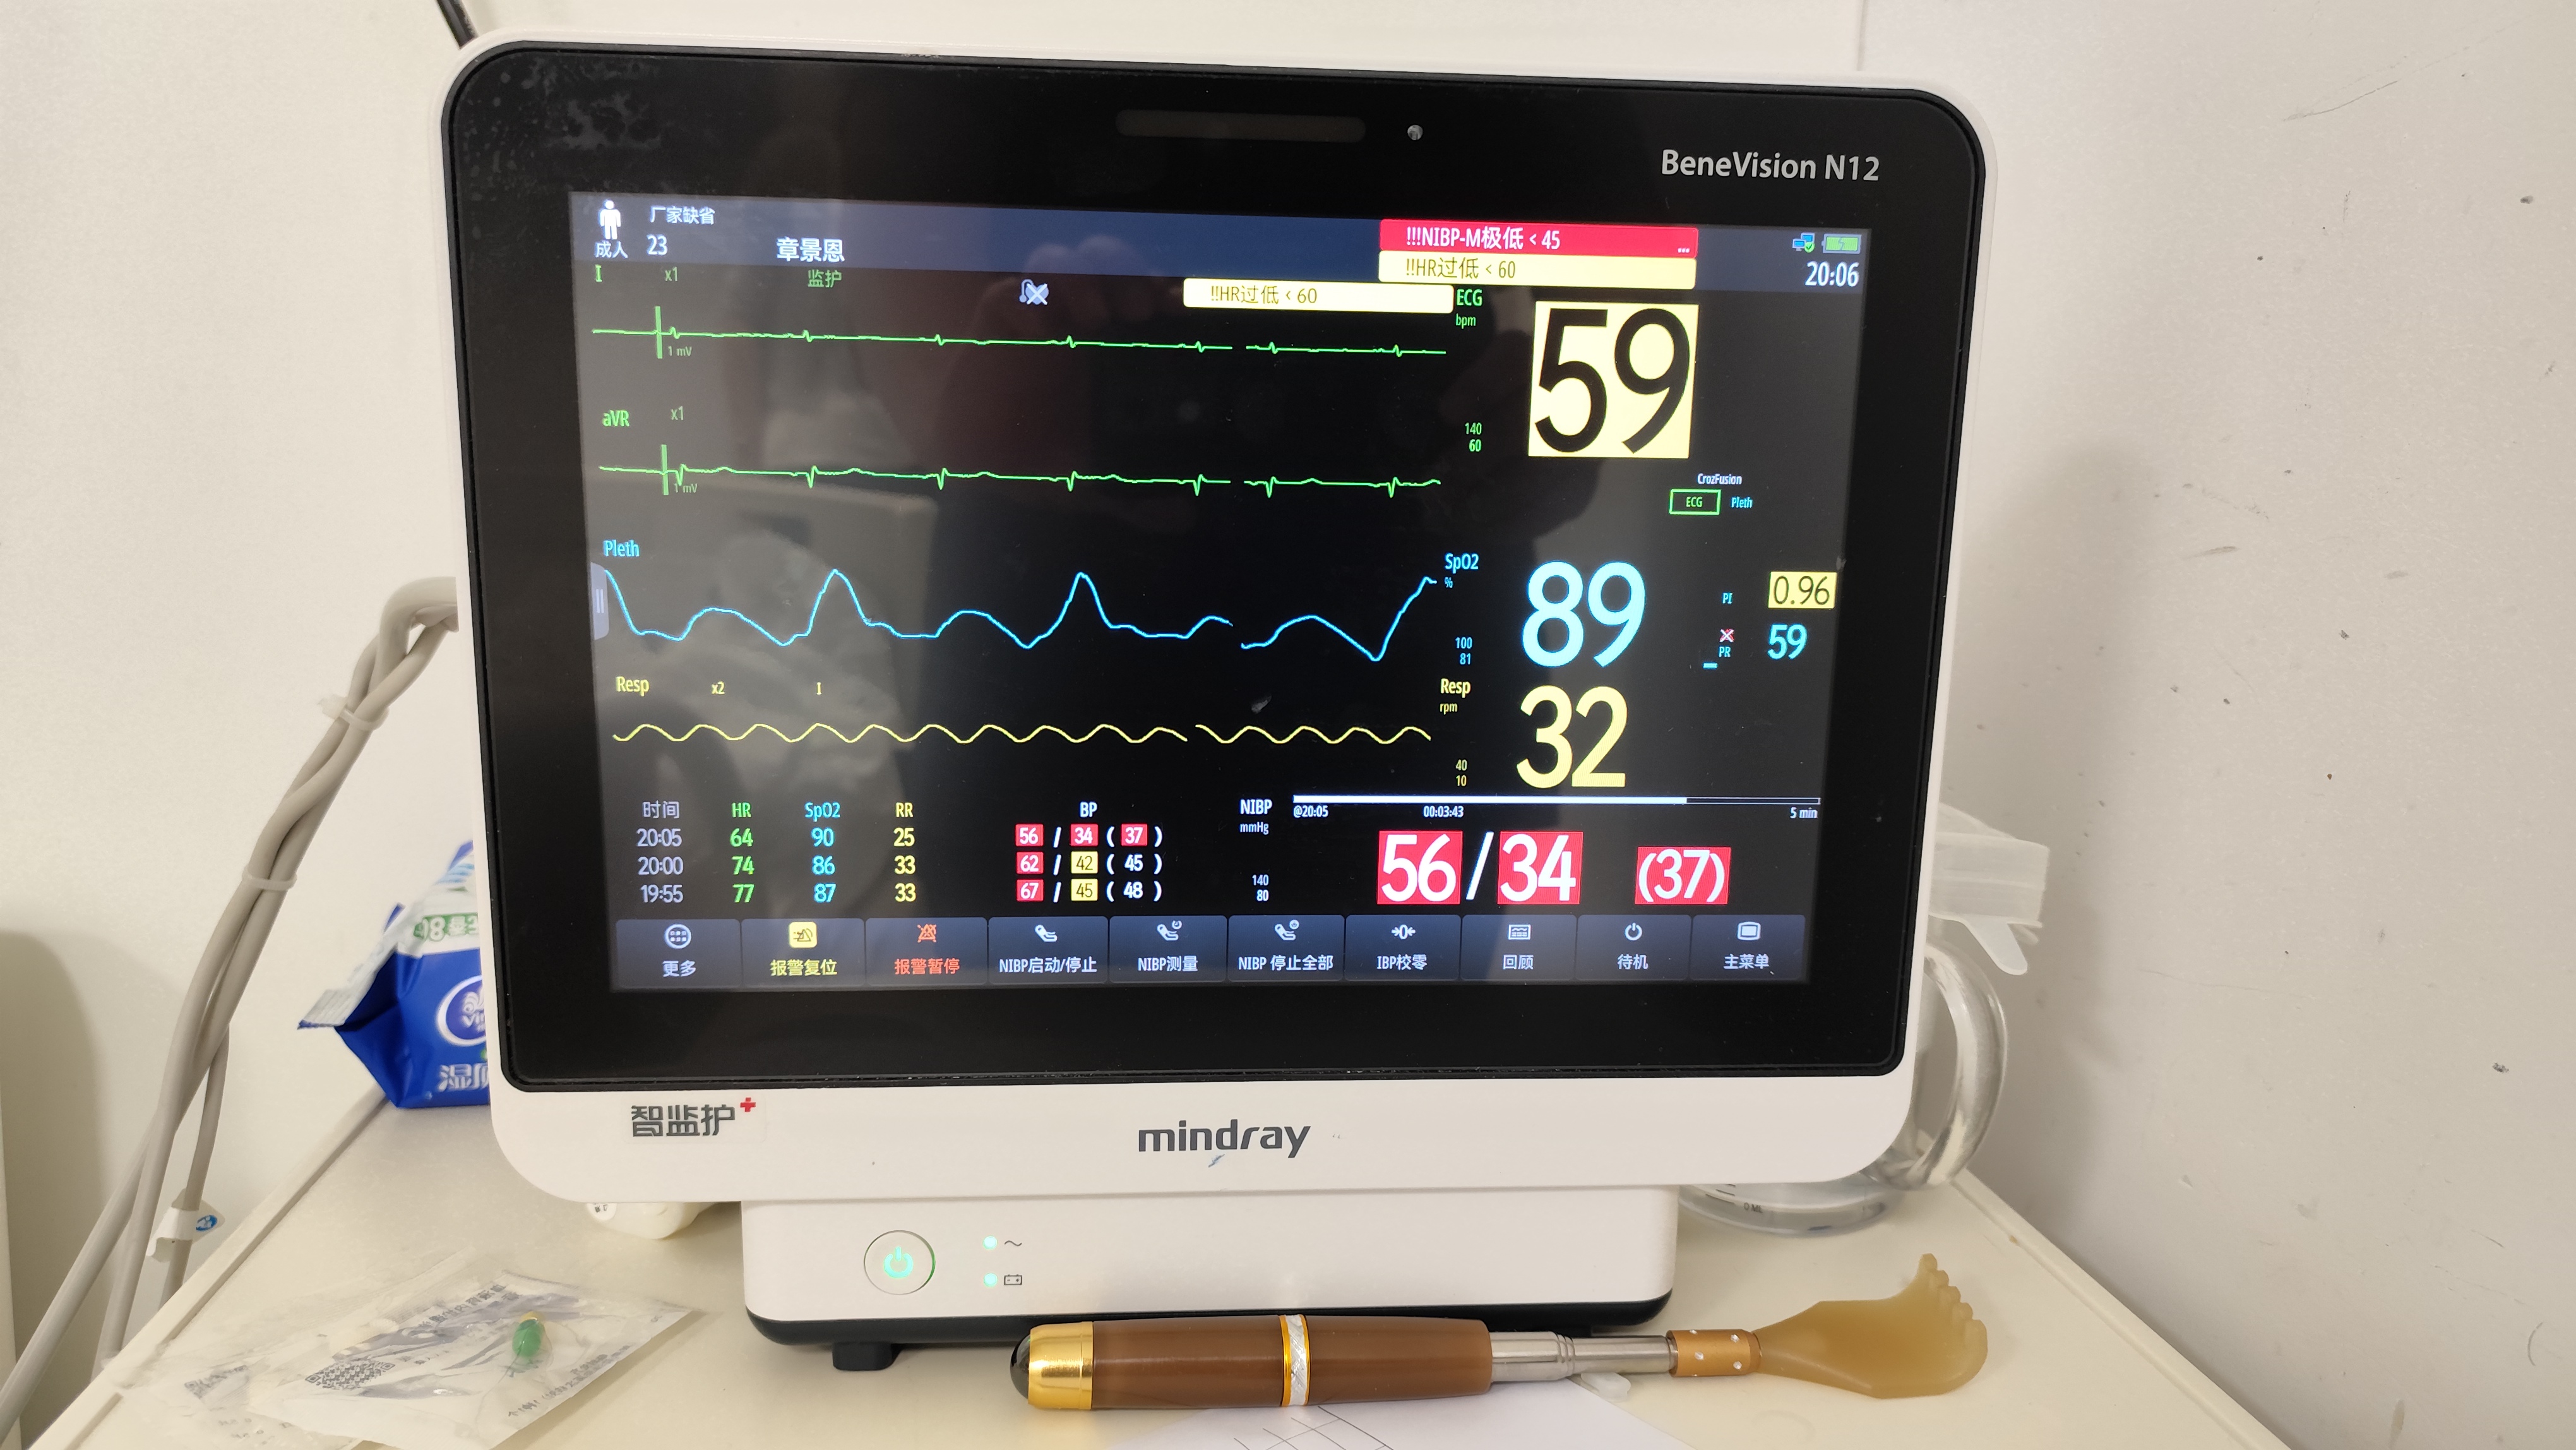 BeneVision N12
厂家缺省
成人 23 章景恩
!!!NIBP-M极低 < 45 ...
!!HR过低 < 60
20:06
I x1 监护
!!HR过低 < 60
ECG
bpm
59
1 mV
aVR x1
140
60
1 mV
CrozFusion
ECG Pleth
Pleth
SpO2
%
89
PI 0.96
100
81
PR 59
Resp x2 I
Resp
rpm
32
40
10
时间 HR SpO2 RR BP
20:05 64 90 25 56 / 34 ( 37 )
20:00 74 86 33 62 / 42 ( 45 )
19:55 77 87 33 67 / 45 ( 48 )
NIBP
mmHg
@20:05 00:03:43 5 min
140
80
56/34 (37)
更多 报警复位 报警暂停 NIBP启动/停止 NIBP测量 NIBP 停止全部 IBP校零 回顾 待机 主菜单
智监护+
mindray